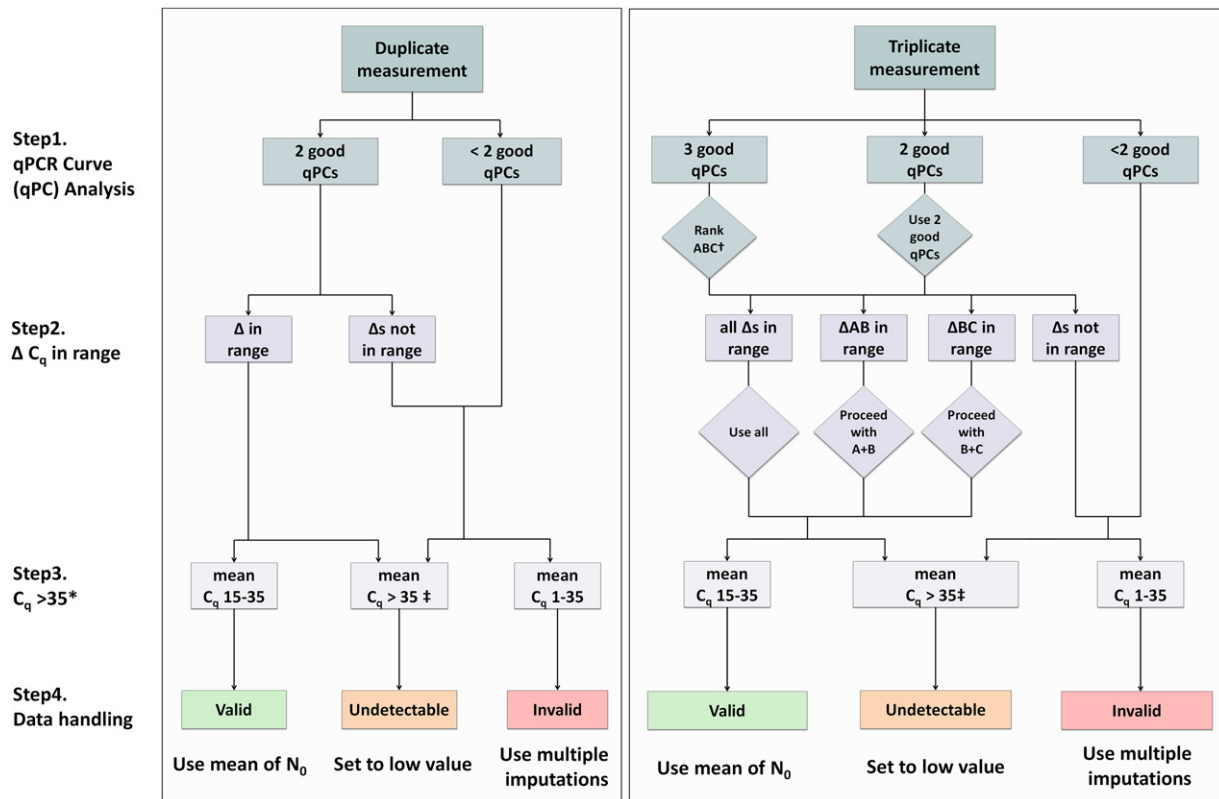 Duplicate
measurement
Triplicate
measurement
Step1.
qPCR Curve
(qPC) Analysis
2 good
qPCs
< 2 good
qPCs
3 good
qPCs
2 good
qPCs
<2 good
qPCs
Rank
ABC†
Use 2
good
qPCs
Step2.
Δ Cq in range
Δ in
range
Δs not
in range
all Δs in
range
ΔAB in
range
ΔBC in
range
Δs not
in range
Use all
Proceed
with
A+B
Proceed
with
B+C
Step3.
Cq >35*
mean
Cq 15-35
mean
Cq > 35 ‡
mean
Cq 1-35
mean
Cq 15-35
mean
Cq > 35‡
mean
Cq 1-35
Step4.
Data handling
Valid
Undetectable
Invalid
Valid
Undetectable
Invalid
Use mean of N0
Set to low value
Use multiple
imputations
Use mean of N0
Set to low value
Use multiple
imputations